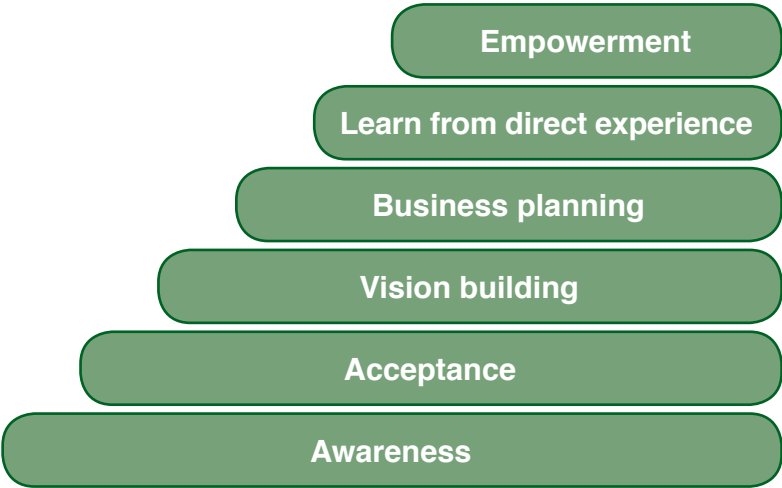 Empowerment
Learn from direct experience
Business planning
Vision building
Acceptance
Awareness